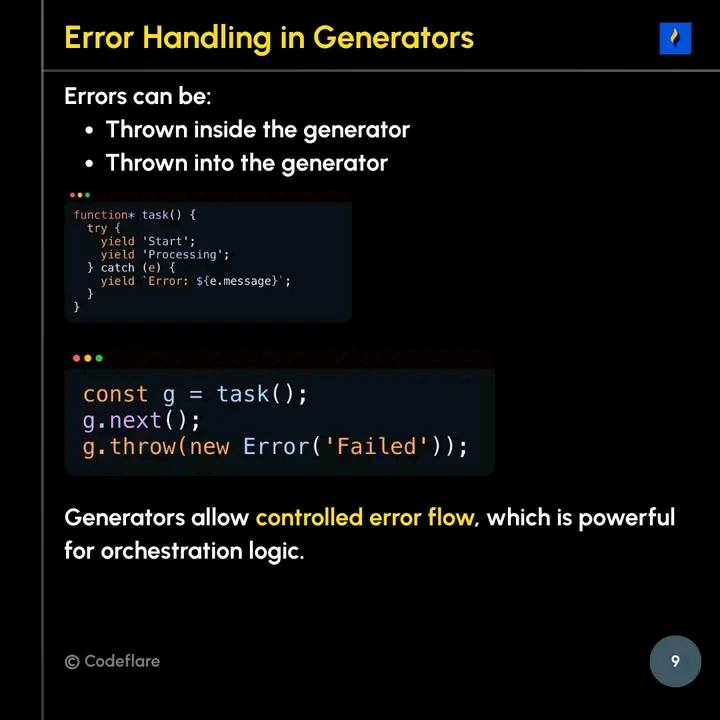 Error Handling in Generators
Errors can be:
• Thrown inside the generator
• Thrown into the generator
function* task() {
  try {
    yield 'Start';
    yield 'Processing';
  } catch (e) {
    yield `Error: ${e.message}`;
  }
}
const g = task();
g.next();
g.throw(new Error('Failed'));
Generators allow controlled error flow, which is powerful
for orchestration logic.
© Codeflare
9